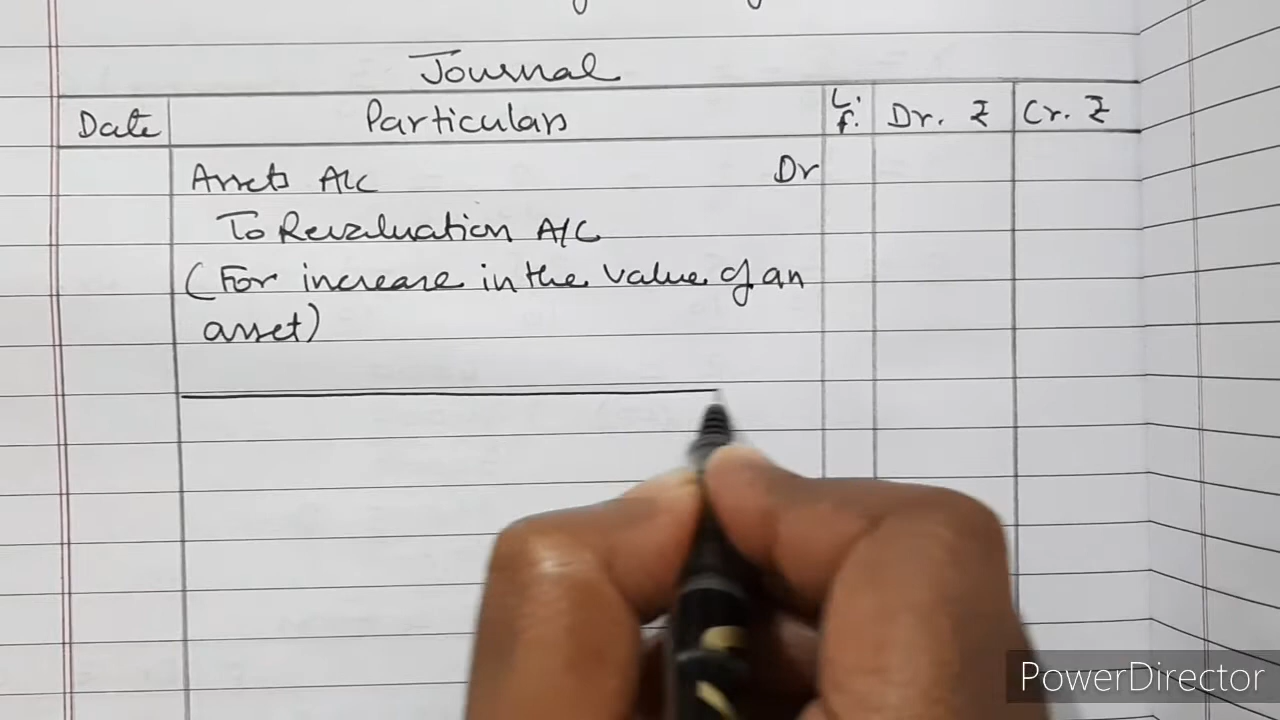 Journal
Date Particulars L.F. Dr. ₹ Cr. ₹
Assets A/C Dr
To Revaluation A/C
(For increase in the value of an
asset)
PowerDirector